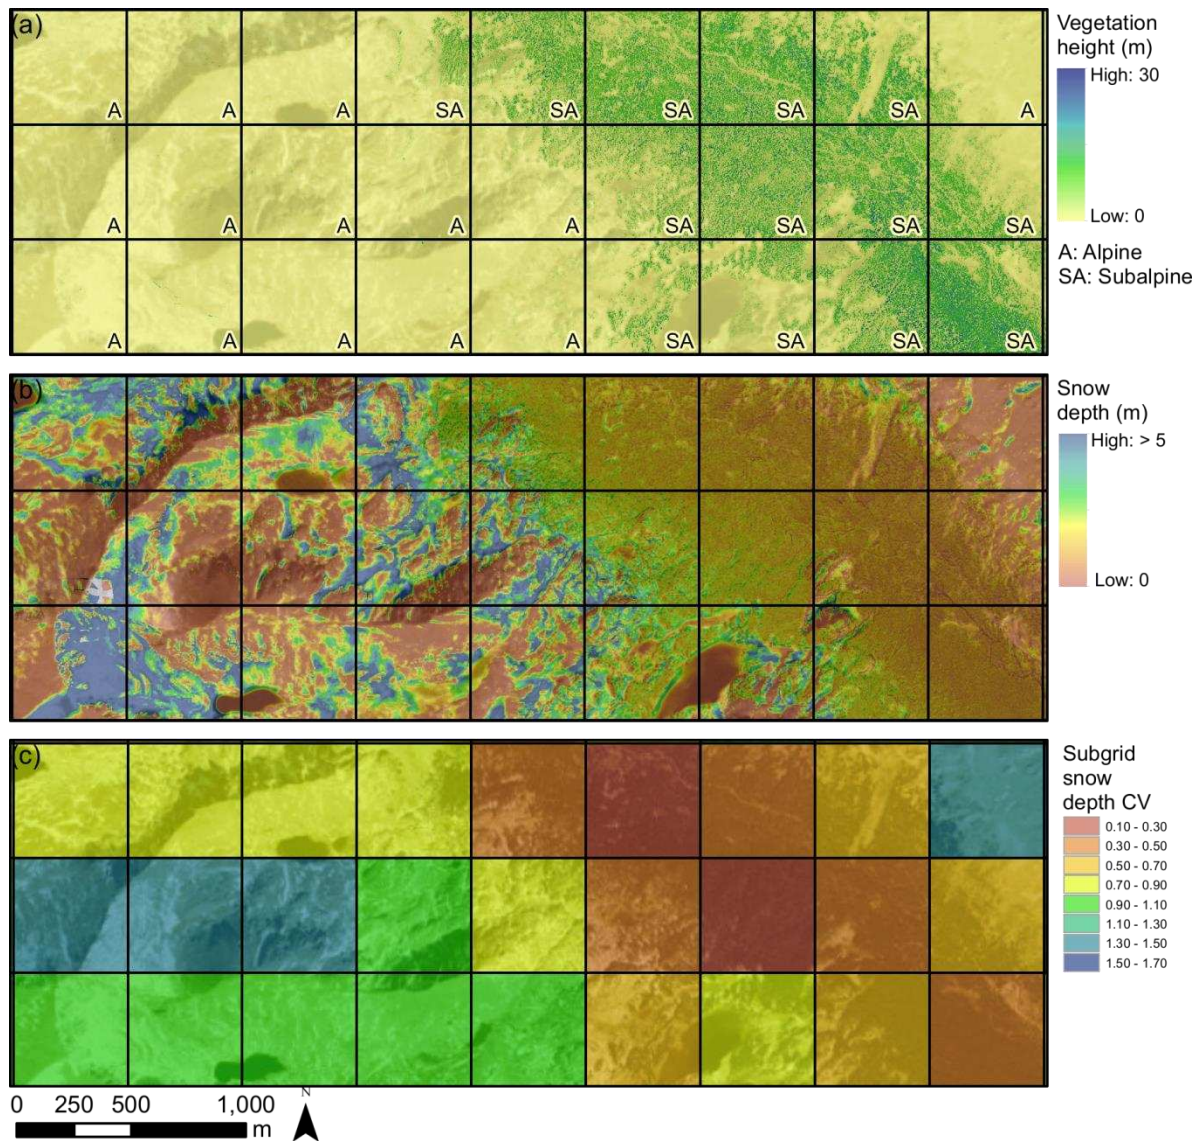 (a)
Vegetation
height (m)
High: 30
Low: 0
A: Alpine
SA: Subalpine
A A A SA SA SA SA SA A
A A A A A SA SA SA SA
A A A A A SA SA SA SA
(b)
Snow
depth (m)
High: > 5
Low: 0
(c)
Subgrid
snow
depth CV
0.10 - 0.30
0.30 - 0.50
0.50 - 0.70
0.70 - 0.90
0.90 - 1.10
1.10 - 1.30
1.30 - 1.50
1.50 - 1.70
0 250 500 1,000
m
N